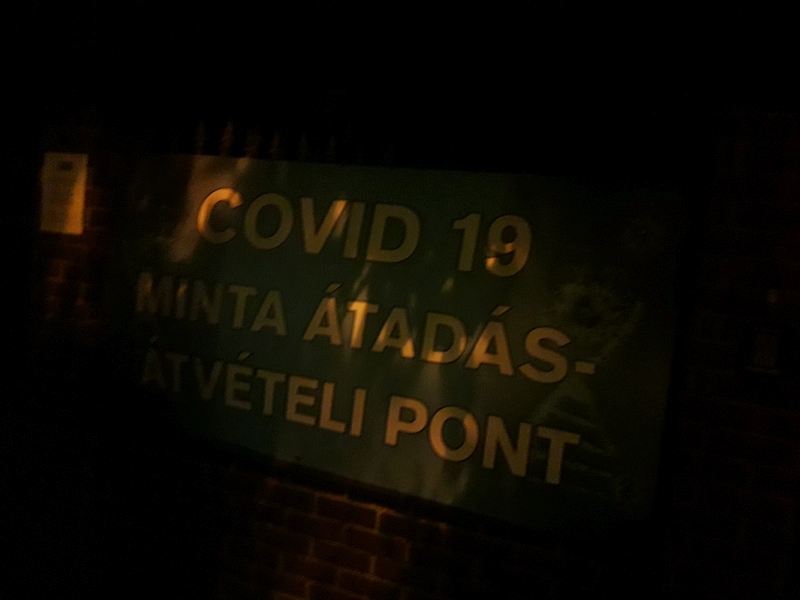 COVID 19
MINTA ÁTADÁS-
ÁTVÉTELI PONT